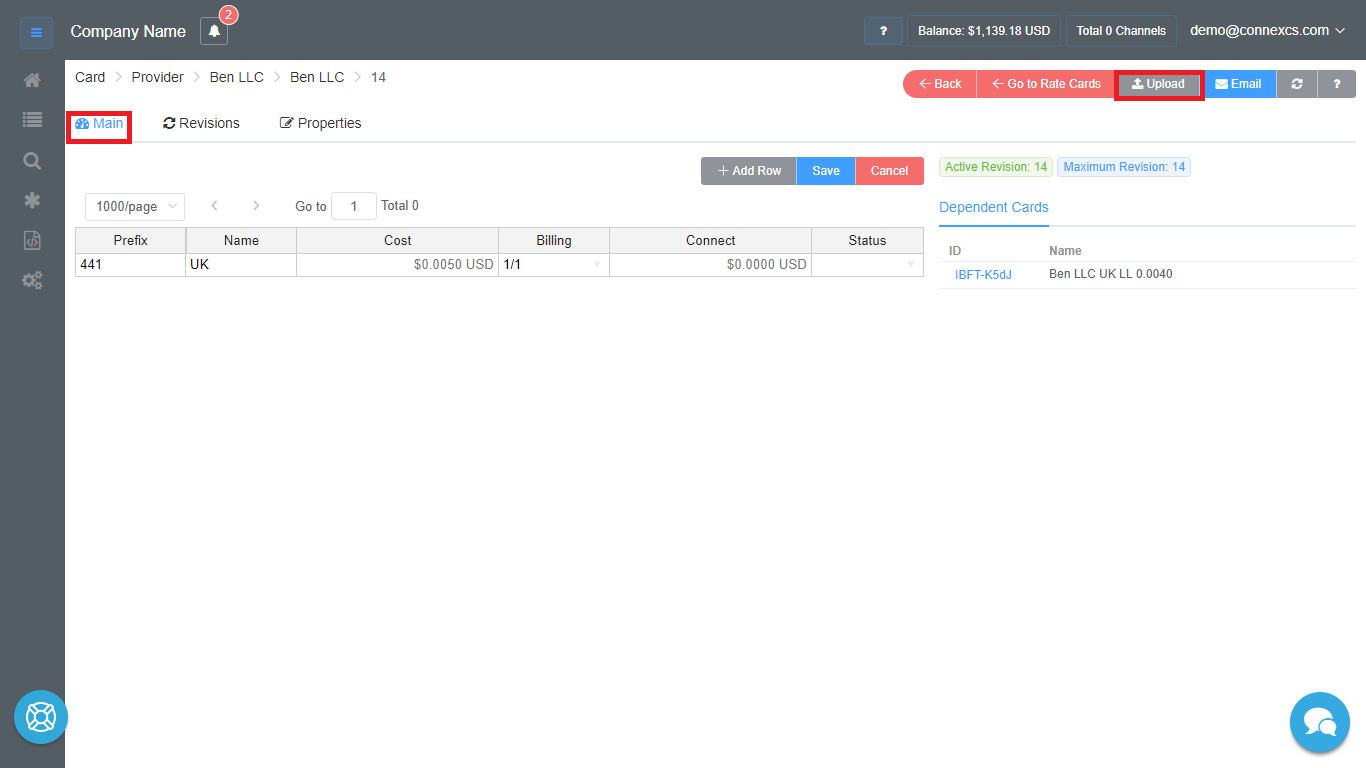 Company Name 2 ? Balance: $1,139.18 USD Total 0 Channels demo@connexcs.com
Card Provider Ben LLC Ben LLC 14 Back Go to Rate Cards Upload Email ?
Main Revisions Properties
Add Row Save Cancel Active Revision: 14 Maximum Revision: 14
1000/page Go to 1 Total 0 Dependent Cards
Prefix Name Cost Billing Connect Status ID Name
441 UK $0.0050 USD 1/1 $0.0000 USD IBFT-K5dJ Ben LLC UK LL 0.0040